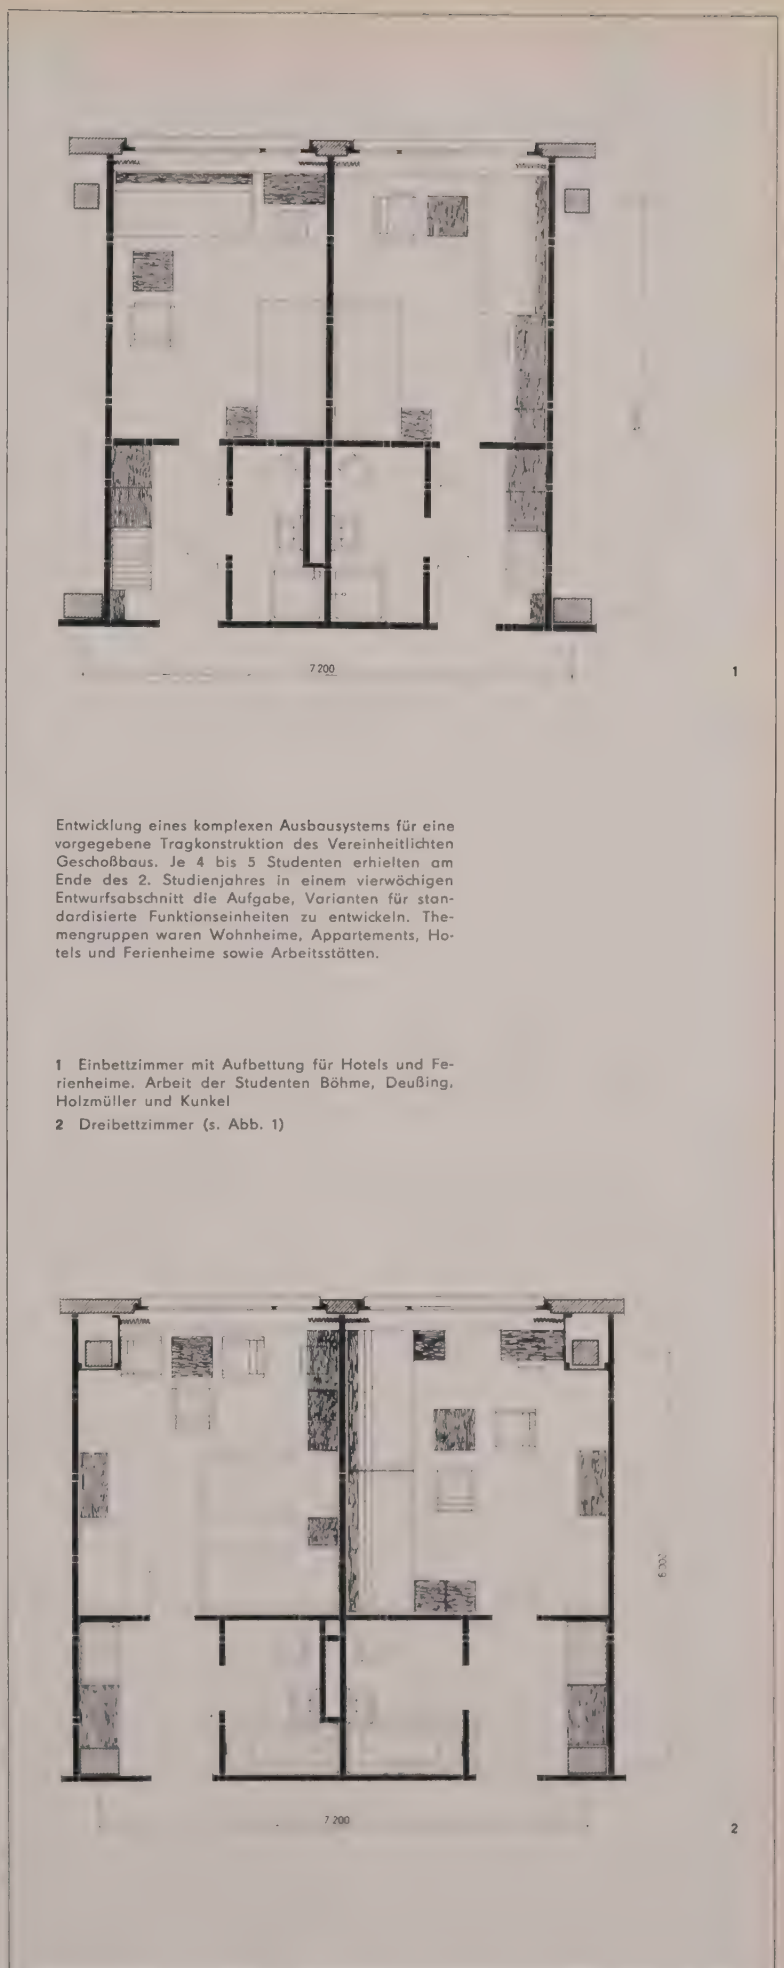 7 200
1
Entwicklung eines komplexen Ausbausystems für eine
vorgegebene Tragkonstruktion des Vereinheitlichten
Geschoßbaus. Je 4 bis 5 Studenten erhielten am
Ende des 2. Studienjahres in einem vierwöchigen
Entwurfsabschnitt die Aufgabe, Varianten für stan-
dardisierte Funktionseinheiten zu entwickeln. The-
mengruppen waren Wohnheime, Appartements, Ho-
tels und Ferienheime sowie Arbeitsstätten.
1 Einbettzimmer mit Aufbettung für Hotels und Fe-
rienheime. Arbeit der Studenten Böhme, Deußing,
Holzmüller und Kunkel
2 Dreibettzimmer (s. Abb. 1)
7 200
2